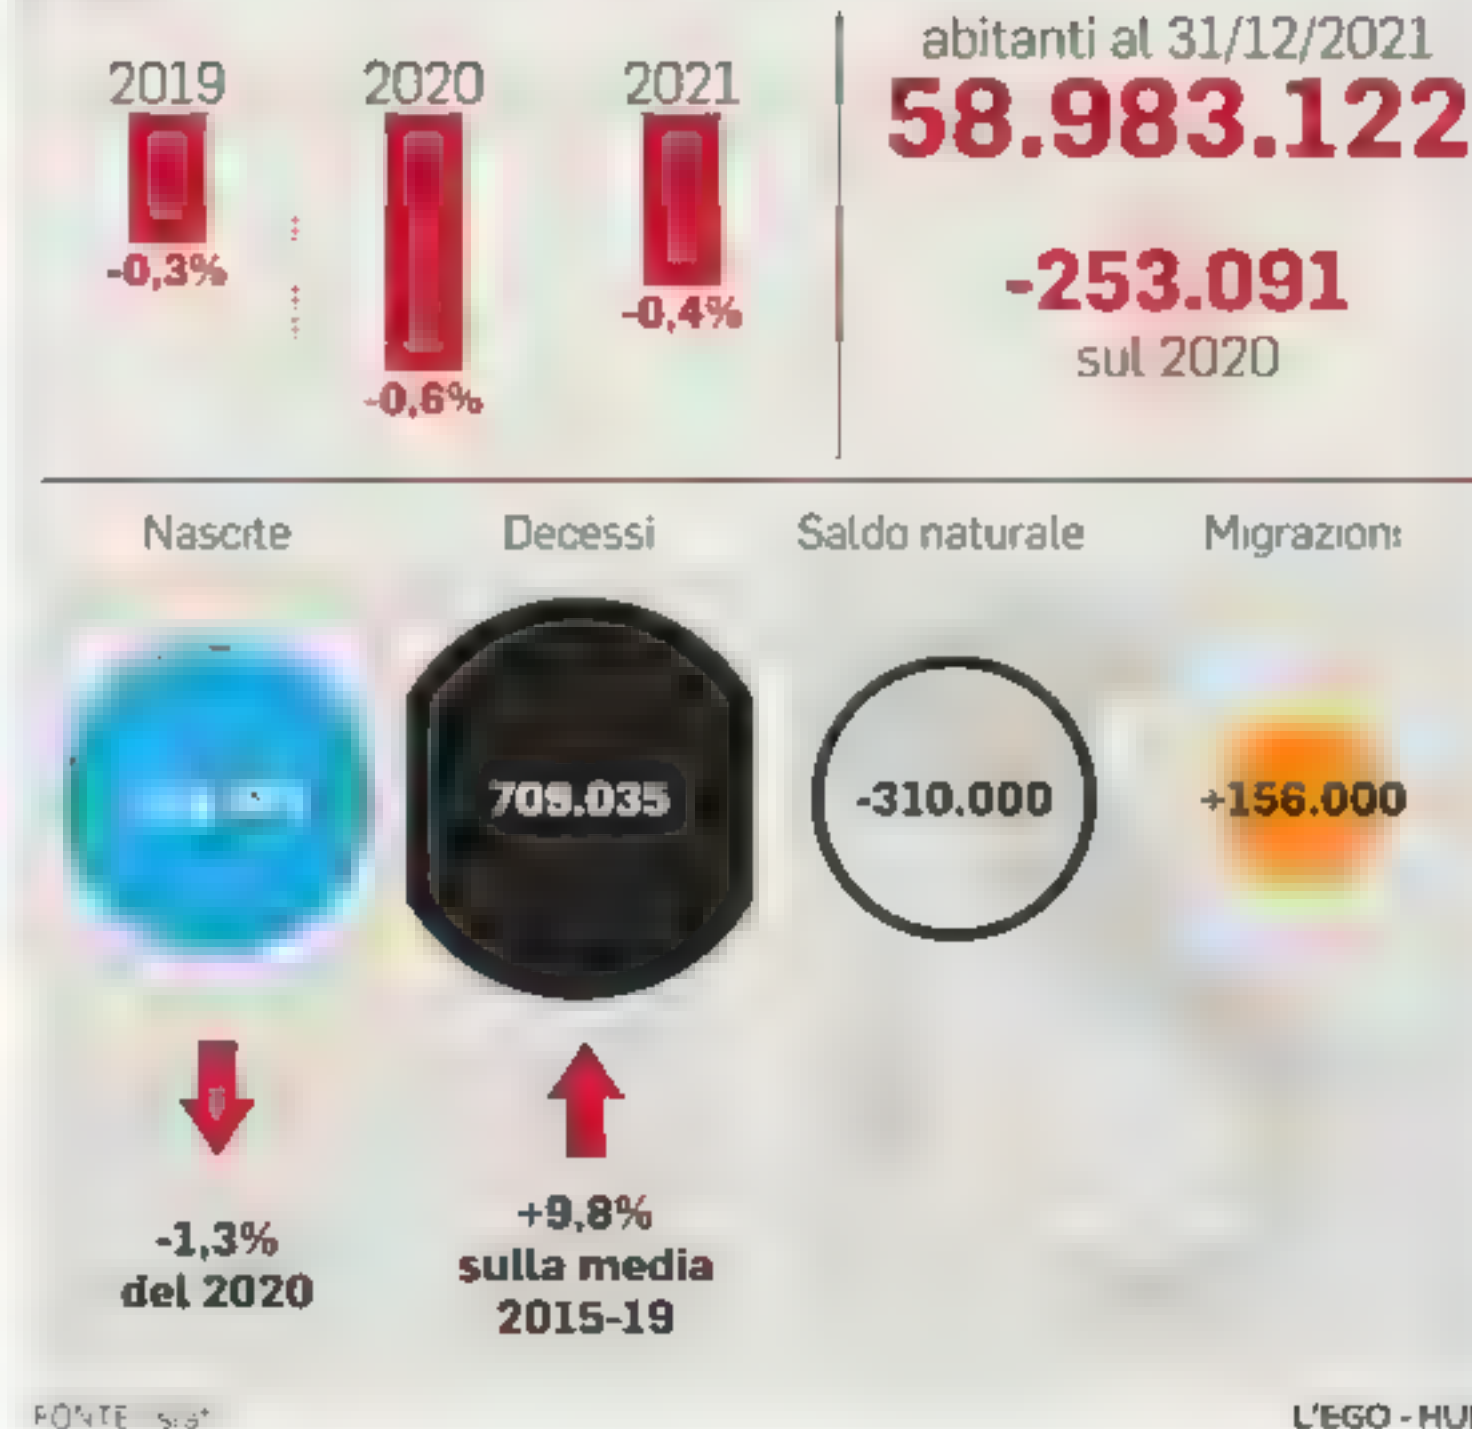 2019 2020 2021
-0,3%
-0,6%
-0,4%
abitanti al 31/12/2021
58.983.122
-253.091
sul 2020
Nascite Decessi Saldo naturale Migrazioni
709.035 -310.000 +156.000
-1,3%
del 2020
+9,8%
sulla media
2015-19
FONTE
L'EGO - HUB